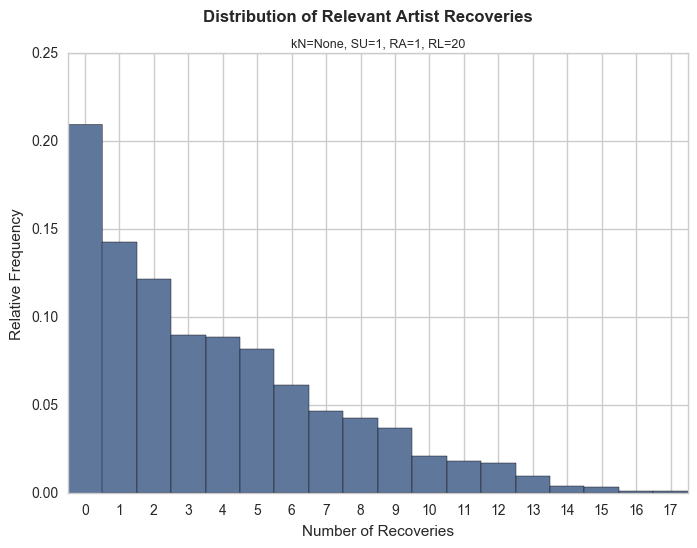 Distribution of Relevant Artist Recoveries
kN=None, SU=1, RA=1, RL=20
0.25
0.20
0.15
0.10
0.05
0.00
Relative Frequency
0 1 2 3 4 5 6 7 8 9 10 11 12 13 14 15 16 17
Number of Recoveries